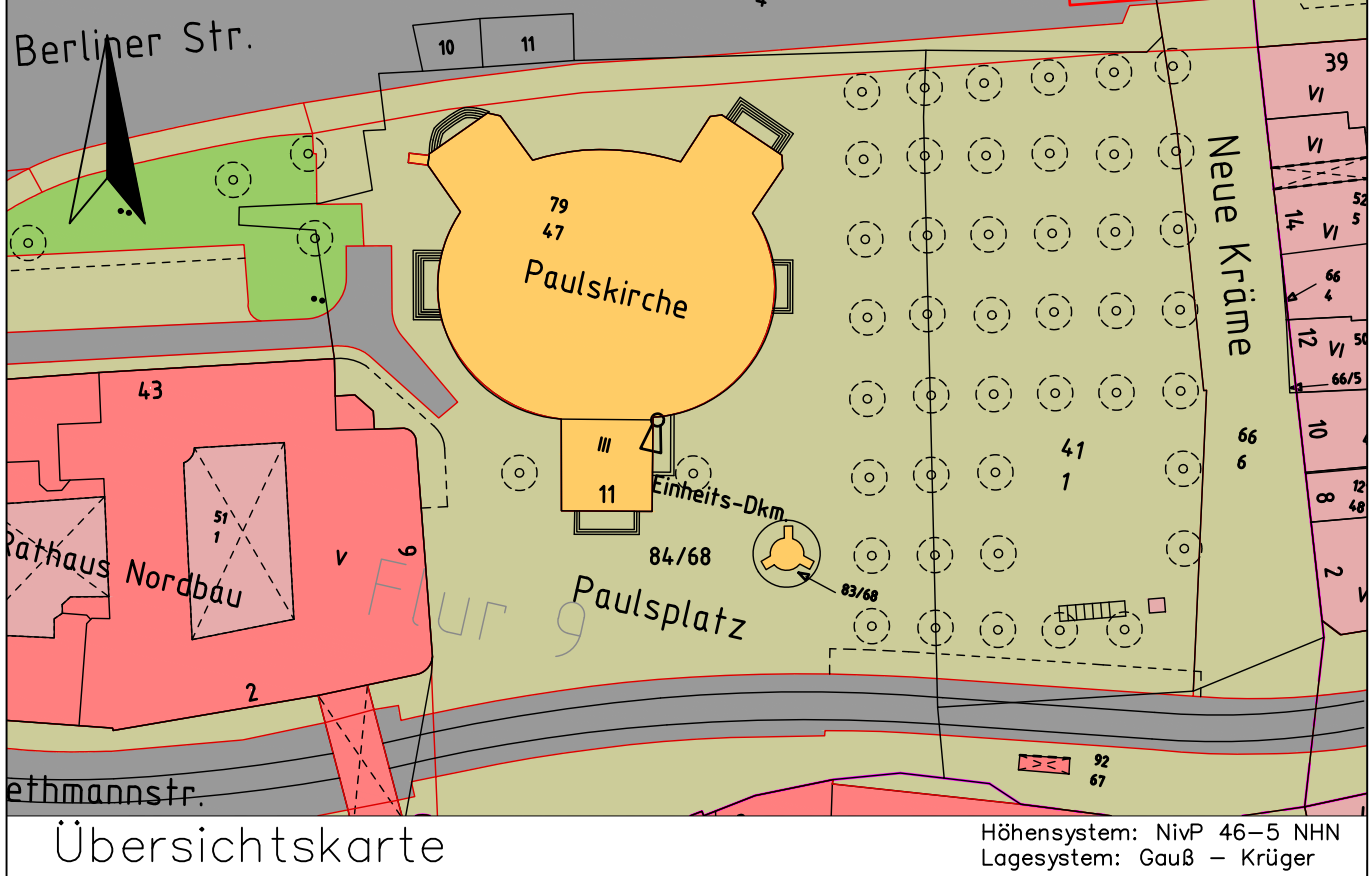 Berliner Str.
10
11
39
VI
VI
Neue Kräme
52
5
14
VI
79
47
Paulskirche
66
4
12
VI
50
66/5
43
10
41
1
66
6
III
11
Einheits-Dkm.
12
48
8
51
1
V
9
Rathaus Nordbau
84/68
83/68
2
V
Flur 9
Paulsplatz
2
92
67
ethmannstr.
Übersichtskarte
Höhensystem: NivP 46-5 NHN
Lagesystem: Gauß - Krüger